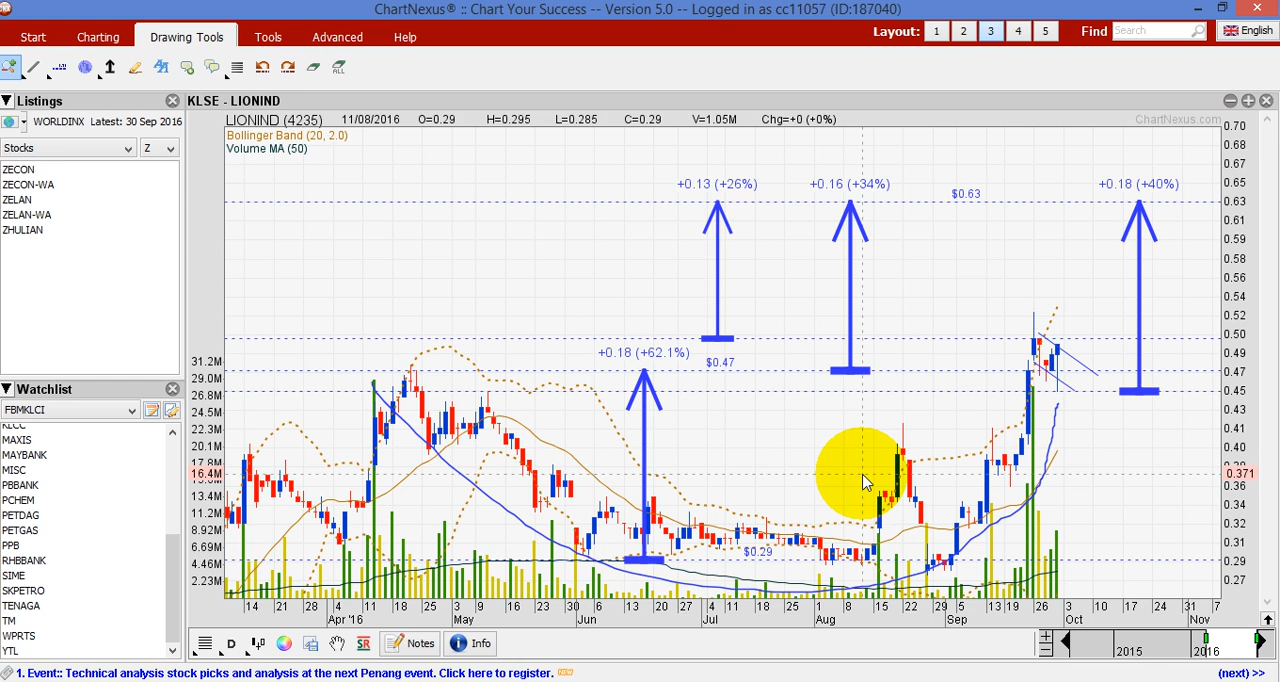 ChartNexus® :: Chart Your Success -- Version 5.0 -- Logged in as cc11057 (ID:187040)
Start Charting Drawing Tools Tools Advanced Help Layout: 1 2 3 4 5 Find Search English
ALL
Listings
WORLDINX Latest: 30 Sep 2016
Stocks Z
ZECON
ZECON-WA
ZELAN
ZELAN-WA
ZHULIAN
Watchlist
FBMKLCI
KLCC
MAXIS
MAYBANK
MISC
PBBANK
PCHEM
PETDAG
PETGAS
PPB
RHBBANK
SIME
SKPETRO
TENAGA
TM
WPRTS
YTL
KLSE - LIONIND
LIONIND (4235) 11/08/2016 O=0.29 H=0.295 L=0.285 C=0.29 V=1.05M Chg=+0 (+0%)
ChartNexus.com
Bollinger Band (20, 2.0)
Volume MA (50)
+0.13 (+26%) +0.16 (+34%) $0.63 +0.18 (+40%)
+0.18 (+62.1%) $0.47
$0.29
31.2M
29.0M
26.8M
24.5M
22.3M
20.1M
17.8M
16.4M
13.4M
11.2M
8.92M
6.69M
4.46M
2.23M
0.70
0.68
0.67
0.65
0.63
0.61
0.59
0.58
0.56
0.54
0.52
0.50
0.49
0.47
0.45
0.43
0.41
0.40
0.371
0.36
0.34
0.32
0.31
0.29
0.27
14 21 28 4 11 18 25 3 9 16 23 30 6 13 20 27 4 11 18 25 1 8 15 22 29 5 13 19 26 3 10 17 24 31 7
Apr '16 May Jun Jul Aug Sep Oct Nov
D SR Notes i Info 2015 2016
1. Event:: Technical analysis stock picks and analysis at the next Penang event. Click here to register. NEW (next) >>